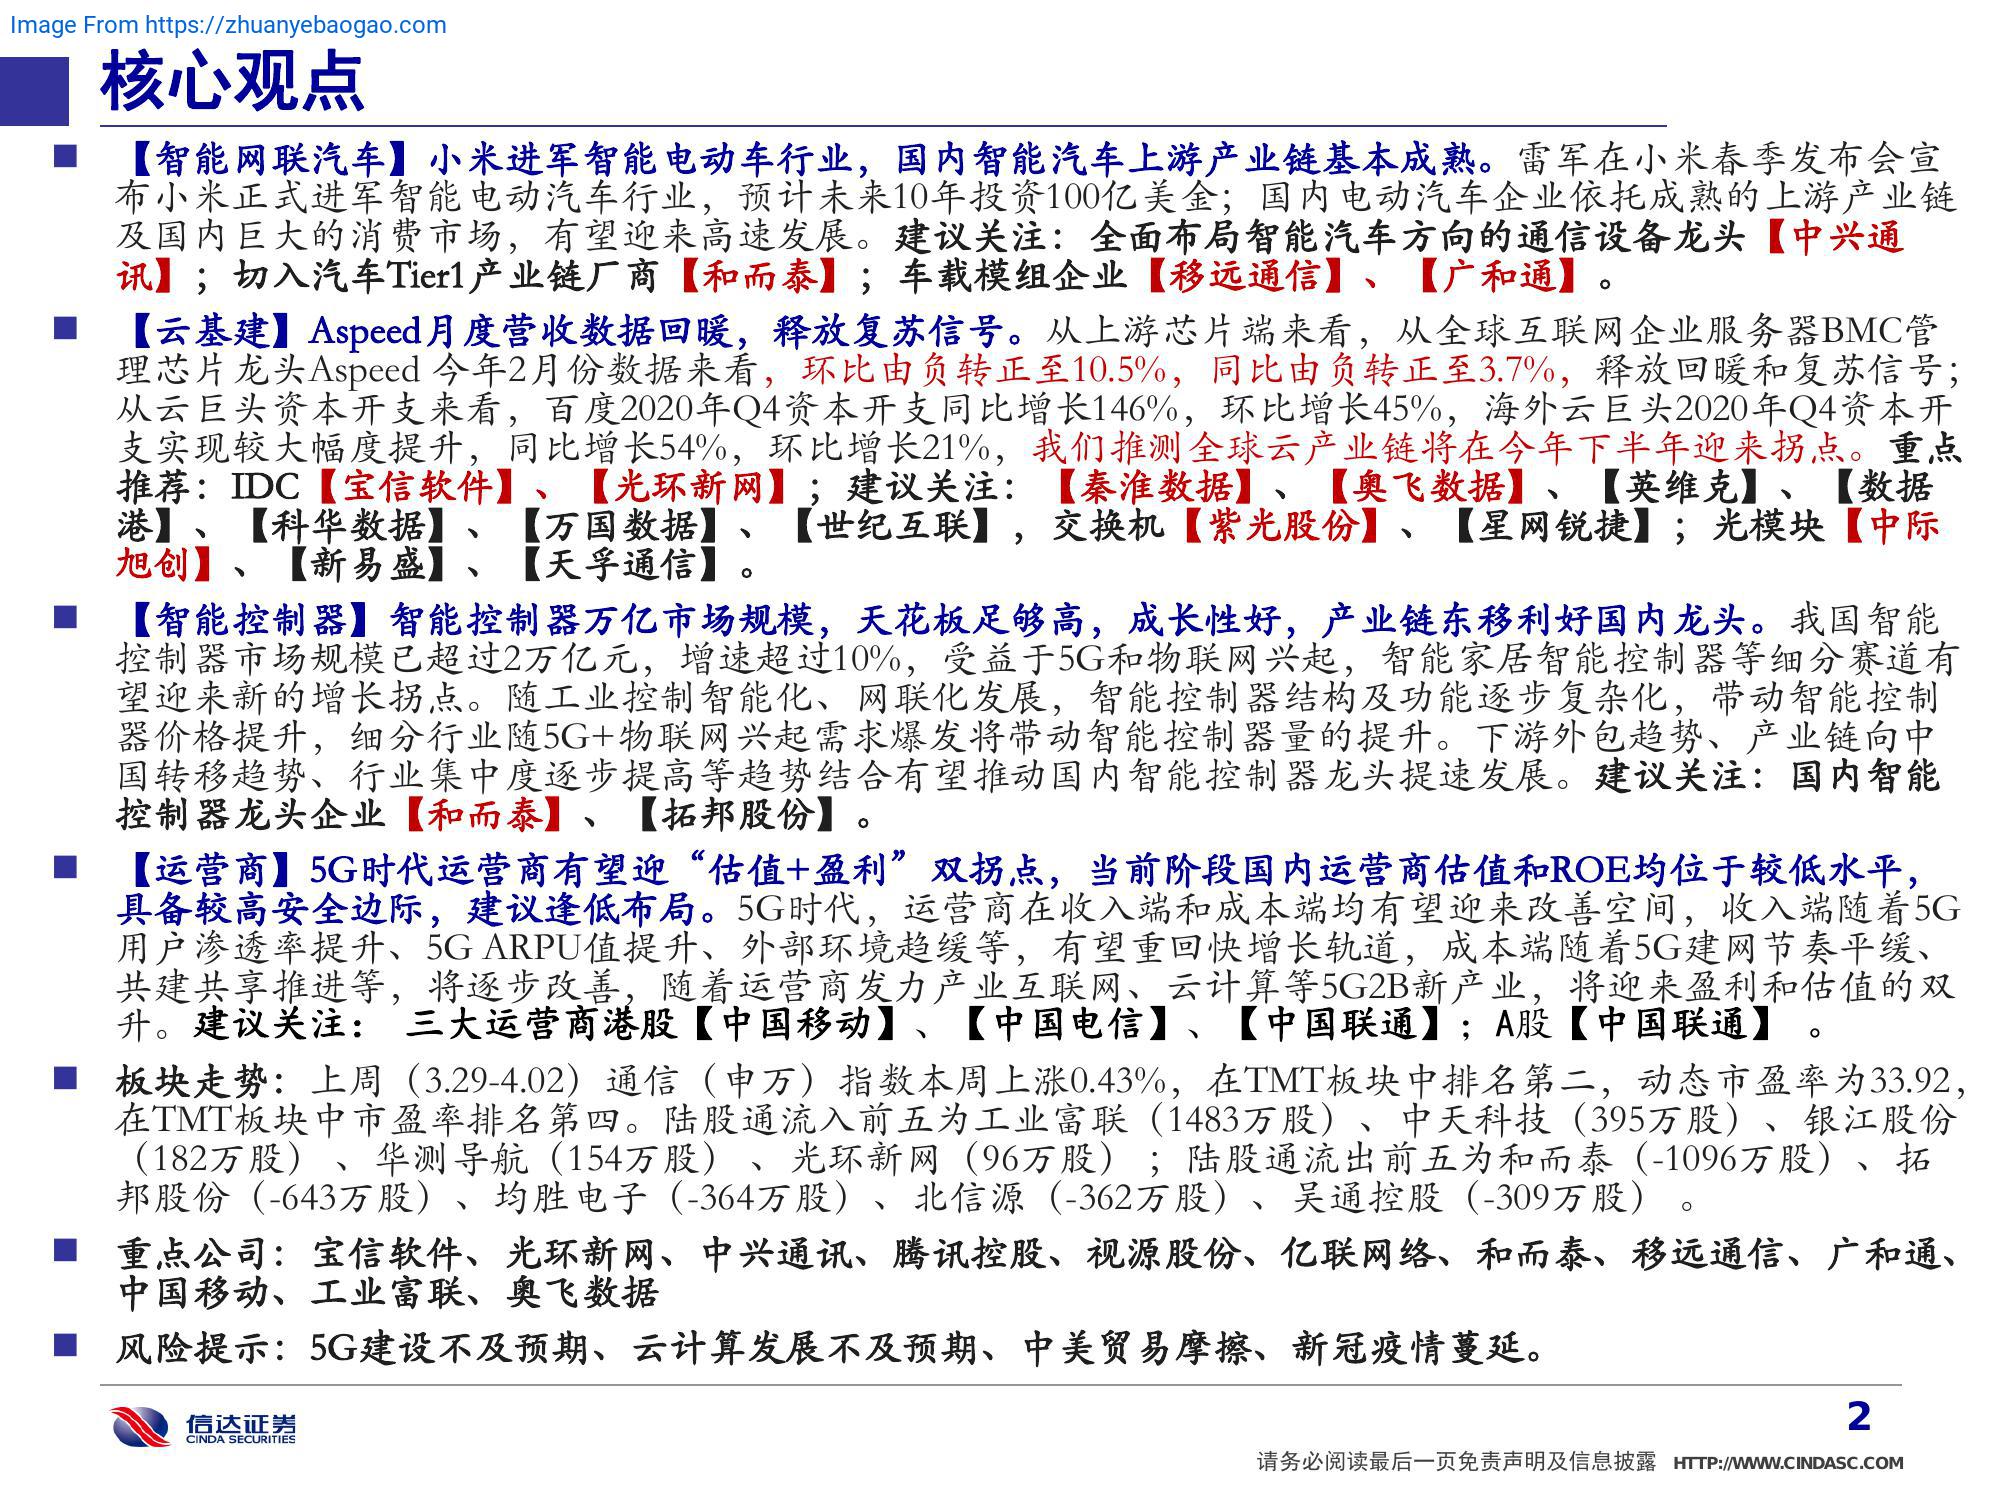 Image From https://zhuanyebaogao.com
核心观点
【智能网联汽车】小米进军智能电动车行业，国内智能汽车上游产业链基本成熟。雷军在小米春季发布会宣
布小米正式进军智能电动汽车行业，预计未来10年投资100亿美金；国内电动汽车企业依托成熟的上游产业链
及国内巨大的消费市场，有望迎来高速发展。建议关注：全面布局智能汽车方向的通信设备龙头【中兴通
讯】；切入汽车Tier1产业链厂商【和而泰】；车载模组企业【移远通信】、【广和通】。
【云基建】Aspeed月度营收数据回暖，释放复苏信号。从上游芯片端来看，从全球互联网企业服务器BMC管
理芯片龙头Aspeed 今年2月份数据来看，环比由负转正至10.5%，同比由负转正至3.7%，释放回暖和复苏信号；
从云巨头资本开支来看，百度2020年Q4资本开支同比增长146%，环比增长45%，海外云巨头2020年Q4资本开
支实现较大幅度提升，同比增长54%，环比增长21%，我们推测全球云产业链将在今年下半年迎来拐点。重点
推荐：IDC【宝信软件】、【光环新网】；建议关注：【秦淮数据】、【奥飞数据】、【英维克】、【数据
港】、【科华数据】、【万国数据】、【世纪互联】，交换机【紫光股份】、【星网锐捷】；光模块【中际
旭创】、【新易盛】、【天孚通信】。
【智能控制器】智能控制器万亿市场规模，天花板足够高，成长性好，产业链东移利好国内龙头。我国智能
控制器市场规模已超过2万亿元，增速超过10%，受益于5G和物联网兴起，智能家居智能控制器等细分赛道有
望迎来新的增长拐点。随工业控制智能化、网联化发展，智能控制器结构及功能逐步复杂化，带动智能控制
器价格提升，细分行业随5G+物联网兴起需求爆发将带动智能控制器量的提升。下游外包趋势、产业链向中
国转移趋势、行业集中度逐步提高等趋势结合有望推动国内智能控制器龙头提速发展。建议关注：国内智能
控制器龙头企业【和而泰】、【拓邦股份】。
【运营商】5G时代运营商有望迎“估值+盈利”双拐点，当前阶段国内运营商估值和ROE均位于较低水平，
具备较高安全边际，建议逢低布局。5G时代，运营商在收入端和成本端均有望迎来改善空间，收入端随着5G
用户渗透率提升、5G ARPU值提升、外部环境趋缓等，有望重回快增长轨道，成本端随着5G建网节奏平缓、
共建共享推进等，将逐步改善，随着运营商发力产业互联网、云计算等5G2B新产业，将迎来盈利和估值的双
升。建议关注： 三大运营商港股【中国移动】、【中国电信】、【中国联通】；A股【中国联通】 。
板块走势：上周（3.29-4.02）通信（申万）指数本周上涨0.43%，在TMT板块中排名第二，动态市盈率为33.92，
在TMT板块中市盈率排名第四。陆股通流入前五为工业富联（1483万股）、中天科技（395万股）、银江股份
（182万股） 、华测导航（154万股） 、光环新网（96万股） ；陆股通流出前五为和而泰（-1096万股）、拓
邦股份（-643万股）、均胜电子（-364万股）、北信源（-362万股）、吴通控股（-309万股） 。
重点公司：宝信软件、光环新网、中兴通讯、腾讯控股、视源股份、亿联网络、和而泰、移远通信、广和通、
中国移动、工业富联、奥飞数据
风险提示：5G建设不及预期、云计算发展不及预期、中美贸易摩擦、新冠疫情蔓延。
信达证券
CINDA SECURITIES
2
请务必阅读最后一页免责声明及信息披露 HTTP://WWW.CINDASC.COM